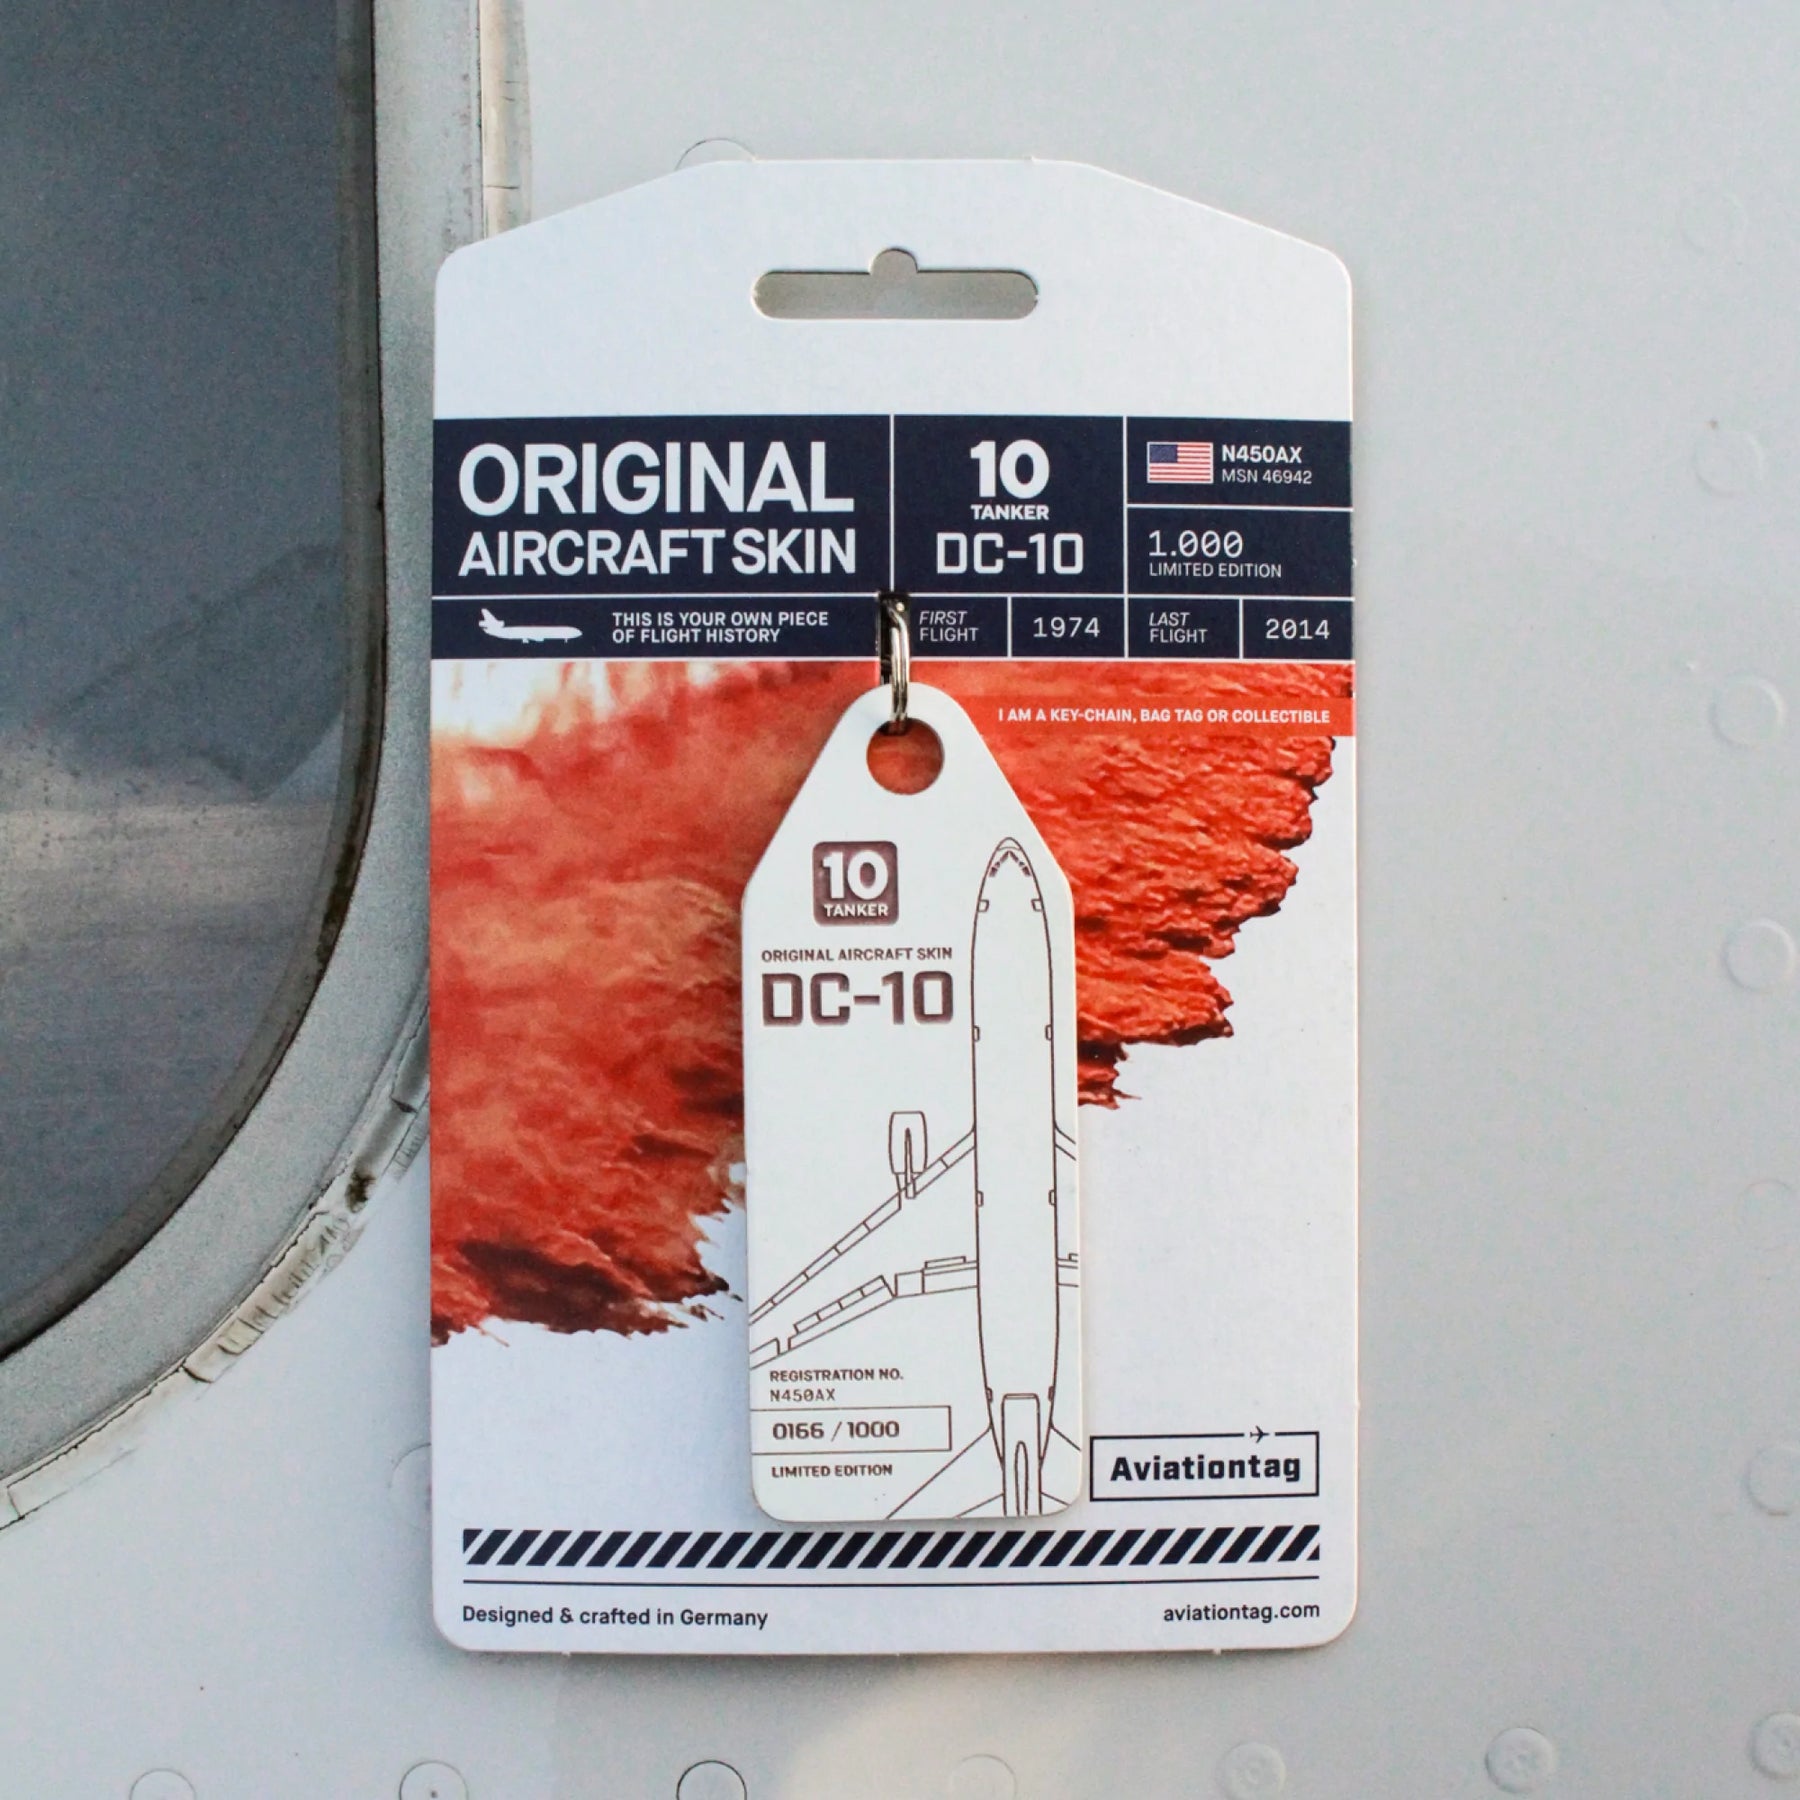 ORIGINAL
AIRCRAFT SKIN
10
TANKER
DC-10
N450AX
MSN 46942
1.000
LIMITED EDITION
THIS IS YOUR OWN PIECE
OF FLIGHT HISTORY
FIRST
FLIGHT
1974
LAST
FLIGHT
2014
I AM A KEY-CHAIN, BAG TAG OR COLLECTIBLE
10
TANKER
ORIGINAL AIRCRAFT SKIN
DC-10
REGISTRATION NO.
N450AX
0166 / 1000
LIMITED EDITION
Aviationtag
Designed & crafted in Germany
aviationtag.com